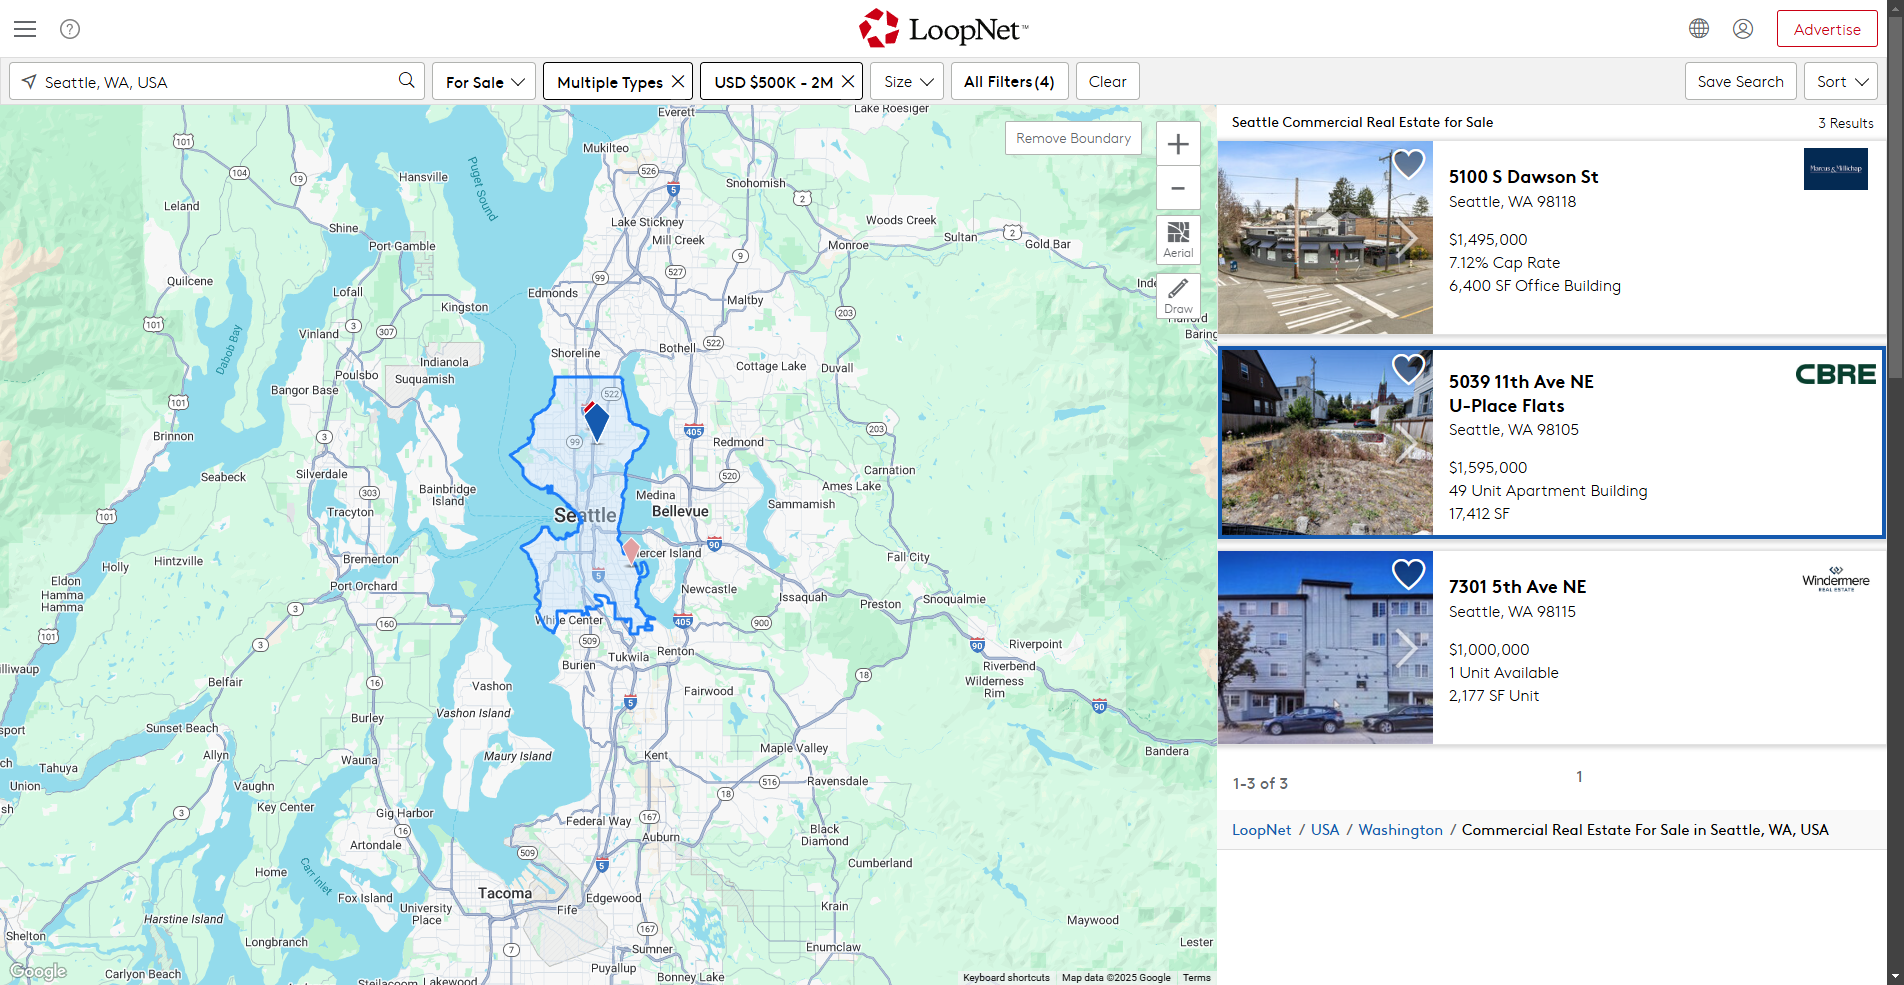 LoopNet™
Advertise
Seattle, WA, USA
For Sale
Multiple Types
USD $500K - 2M
Size
All Filters(4)
Clear
Save Search
Sort
Remove Boundary
Aerial
Draw
Seattle Commercial Real Estate for Sale
3 Results
5100 S Dawson St
Seattle, WA 98118
$1,495,000
7.12% Cap Rate
6,400 SF Office Building
Marcus & Millichap
5039 11th Ave NE
U-Place Flats
Seattle, WA 98105
$1,595,000
49 Unit Apartment Building
17,412 SF
CBRE
7301 5th Ave NE
Seattle, WA 98115
$1,000,000
1 Unit Available
2,177 SF Unit
Windermere
REAL ESTATE
1-3 of 3
1
LoopNet / USA / Washington / Commercial Real Estate For Sale in Seattle, WA, USA
Everett
Lake Roesiger
Mukilteo
Hansville
Puget Sound
Snohomish
Leland
Shine
Lake Stickney
Woods Creek
Mill Creek
Sultan
Gold Bar
Port Gamble
Monroe
Quilcene
Lofall
Edmonds
Maltby
Kingston
Baring
Vinland
Dabob Bay
Shoreline
Bothell
Indianola
Cottage Lake
Duvall
Poulsbo
Suquamish
Bangor Base
Brinnon
Redmond
Silverdale
Carnation
Seabeck
Bainbridge
Island
Ames Lake
Medina
Sammamish
Tracyton
Seattle
Bellevue
Bremerton
Mercer Island
Fall City
Holly
Hintzville
Eldon
Hamma
Hamma
Port Orchard
Newcastle
Issaquah
Preston
Snoqualmie
White Center
Riverpoint
Renton
Tukwila
Burien
Riverbend
Wilderness
Rim
Belfair
Vashon
Fairwood
Vashon Island
Burley
Sunset Beach
Allyn
Wauna
Maury Island
Kent
Maple Valley
Bandera
Tahuya
Union
Vaughn
Ravensdale
Key Center
Gig Harbor
Federal Way
Black
Diamond
Auburn
Artondale
Cumberland
Home
Carr Inlet
Fox Island
Tacoma
Edgewood
University
Place
Fife
Krain
Harstine Island
Maywood
Shelton
Longbranch
Sumner
Enumclaw
Lester
Puyallup
Carlyon Beach
Steilacoom
Lakewood
Bonney Lake
Google
Keyboard shortcuts
Map data ©2025 Google
Terms